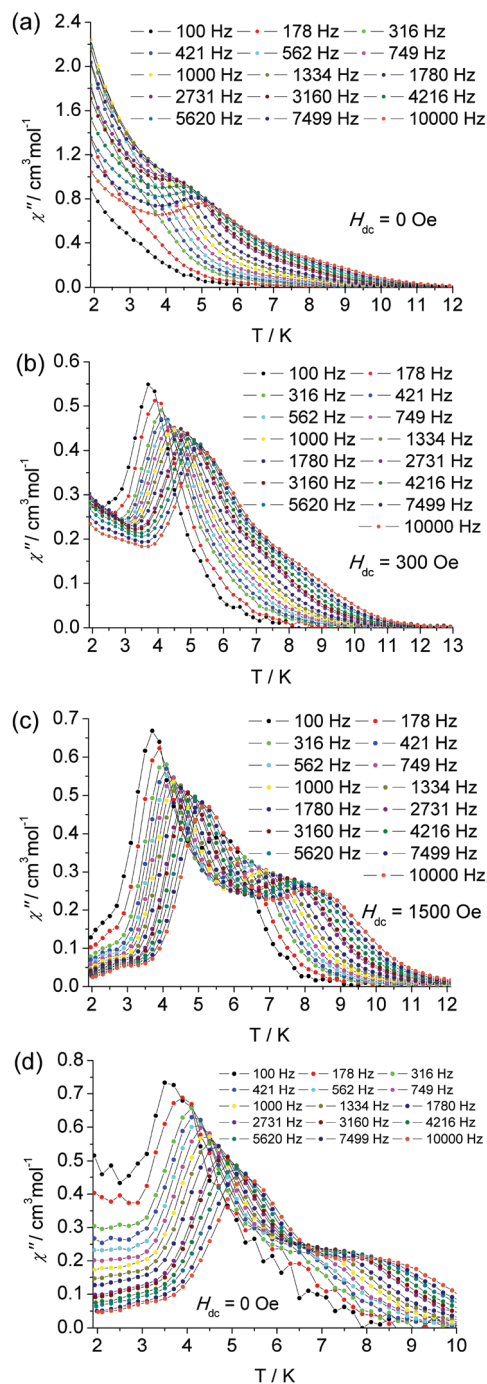 (a)
100 Hz 178 Hz 316 Hz
421 Hz 562 Hz 749 Hz
1000 Hz 1334 Hz 1780 Hz
2731 Hz 3160 Hz 4216 Hz
5620 Hz 7499 Hz 10000 Hz
χ″/ cm³mol⁻¹
2.4
2.0
1.6
1.2
0.8
0.4
0.0
H_dc = 0 Oe
2 3 4 5 6 7 8 9 10 11 12
T / K
(b)
100 Hz 178 Hz
316 Hz 421 Hz
562 Hz 749 Hz
1000 Hz 1334 Hz
1780 Hz 2731 Hz
3160 Hz 4216 Hz
5620 Hz 7499 Hz
10000 Hz
χ″/ cm³mol⁻¹
0.6
0.5
0.4
0.3
0.2
0.1
0.0
H_dc = 300 Oe
2 3 4 5 6 7 8 9 10 11 12 13
T / K
(c)
100 Hz 178 Hz
316 Hz 421 Hz
562 Hz 749 Hz
1000 Hz 1334 Hz
1780 Hz 2731 Hz
3160 Hz 4216 Hz
5620 Hz 7499 Hz
10000 Hz
χ″/ cm³mol⁻¹
0.7
0.6
0.5
0.4
0.3
0.2
0.1
0.0
H_dc = 1500 Oe
2 3 4 5 6 7 8 9 10 11 12
T / K
(d)
100 Hz 178 Hz 316 Hz
421 Hz 562 Hz 749 Hz
1000 Hz 1334 Hz 1780 Hz
2731 Hz 3160 Hz 4216 Hz
5620 Hz 7499 Hz 10000 Hz
χ″/ cm³mol⁻¹
0.8
0.7
0.6
0.5
0.4
0.3
0.2
0.1
0.0
H_dc = 0 Oe
2 3 4 5 6 7 8 9 10
T / K